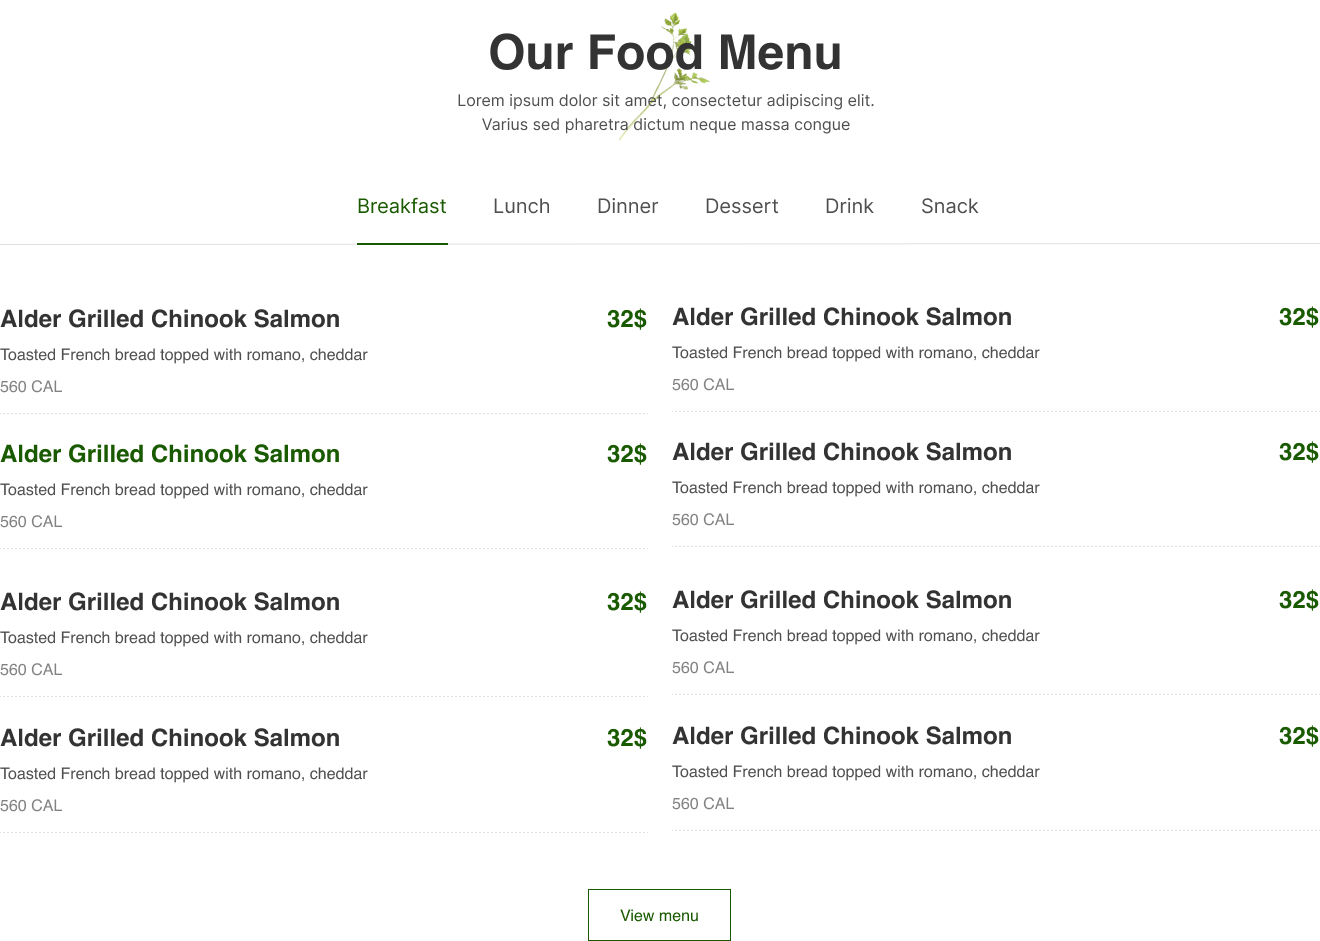 Our Food Menu
Lorem ipsum dolor sit amet, consectetur adipiscing elit.
Varius sed pharetra dictum neque massa congue
Breakfast Lunch Dinner Dessert Drink Snack
Alder Grilled Chinook Salmon 32$
Toasted French bread topped with romano, cheddar
560 CAL
Alder Grilled Chinook Salmon 32$
Toasted French bread topped with romano, cheddar
560 CAL
Alder Grilled Chinook Salmon 32$
Toasted French bread topped with romano, cheddar
560 CAL
Alder Grilled Chinook Salmon 32$
Toasted French bread topped with romano, cheddar
560 CAL
Alder Grilled Chinook Salmon 32$
Toasted French bread topped with romano, cheddar
560 CAL
Alder Grilled Chinook Salmon 32$
Toasted French bread topped with romano, cheddar
560 CAL
Alder Grilled Chinook Salmon 32$
Toasted French bread topped with romano, cheddar
560 CAL
Alder Grilled Chinook Salmon 32$
Toasted French bread topped with romano, cheddar
560 CAL
View menu